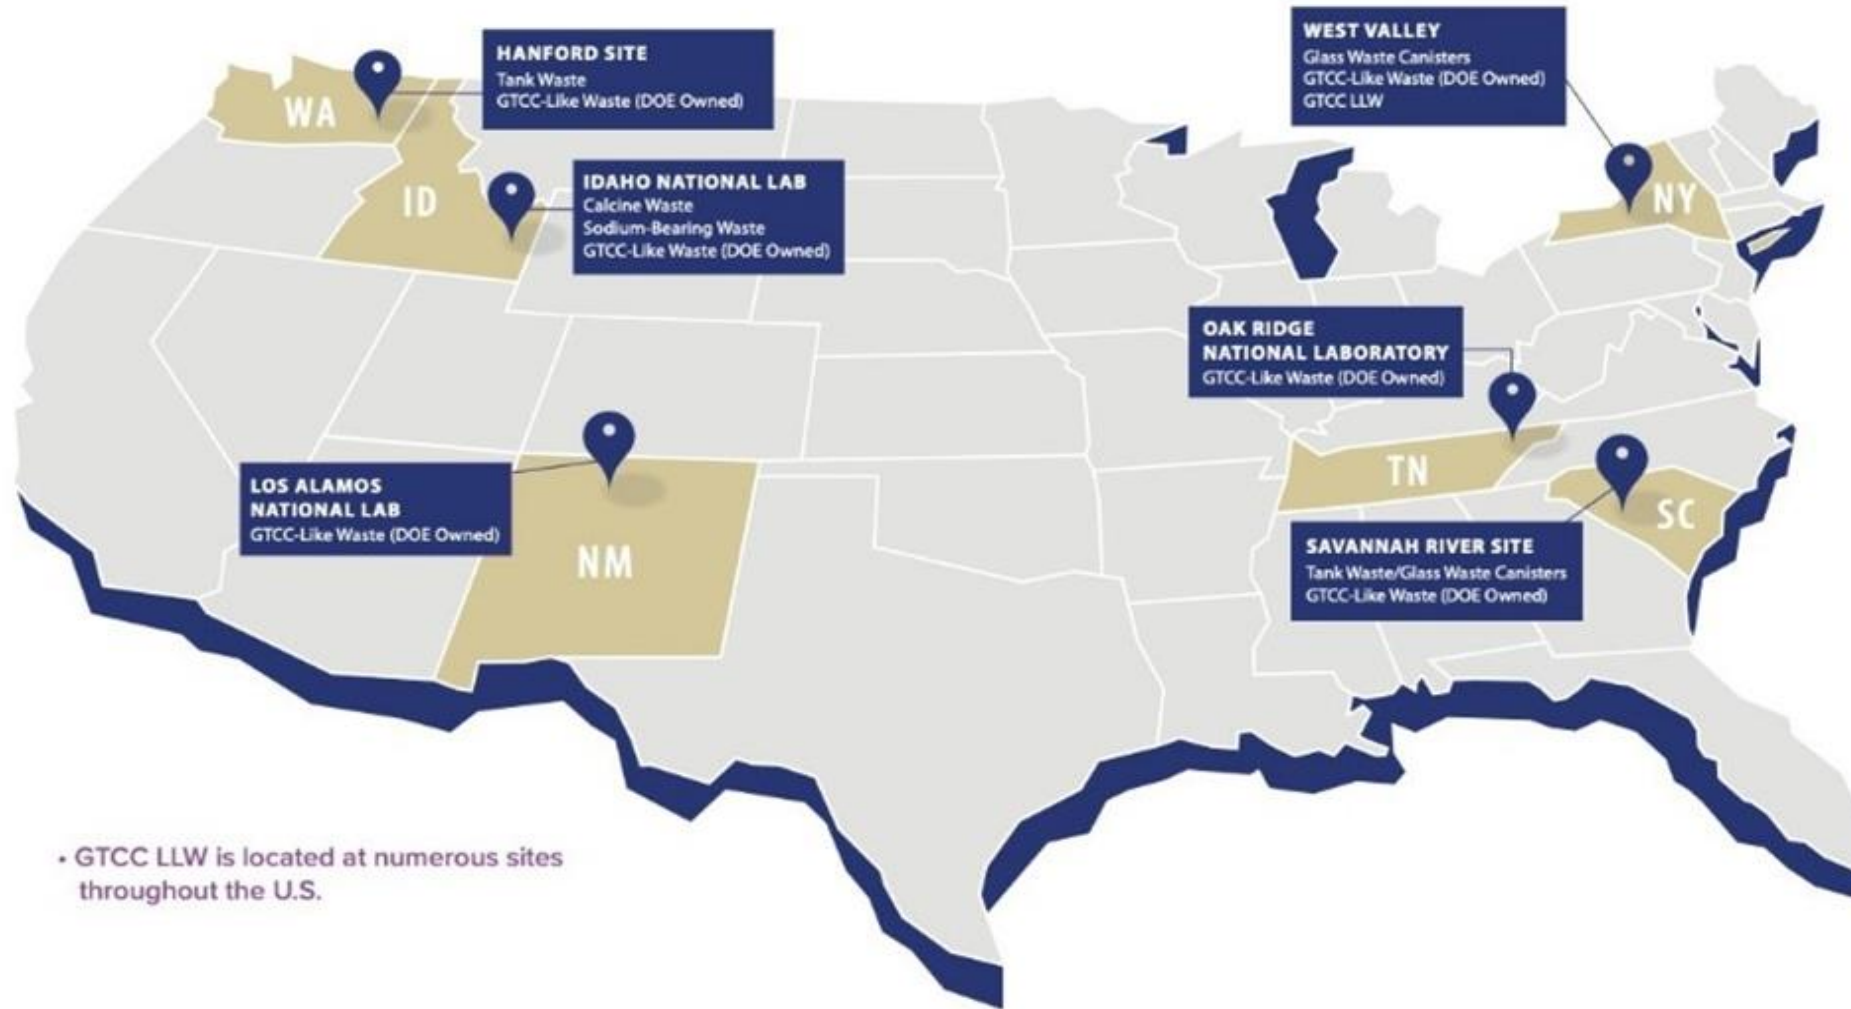 HANFORD SITE
Tank Waste
GTCC-Like Waste (DOE Owned)
WEST VALLEY
Glass Waste Canisters
GTCC-Like Waste (DOE Owned)
GTCC LLW
WA
IDAHO NATIONAL LAB
Calcine Waste
Sodium-Bearing Waste
GTCC-Like Waste (DOE Owned)
ID
NY
OAK RIDGE
NATIONAL LABORATORY
GTCC-Like Waste (DOE Owned)
LOS ALAMOS
NATIONAL LAB
GTCC-Like Waste (DOE Owned)
NM
TN
SC
SAVANNAH RIVER SITE
Tank Waste/Glass Waste Canisters
GTCC-Like Waste (DOE Owned)
• GTCC LLW is located at numerous sites
throughout the U.S.